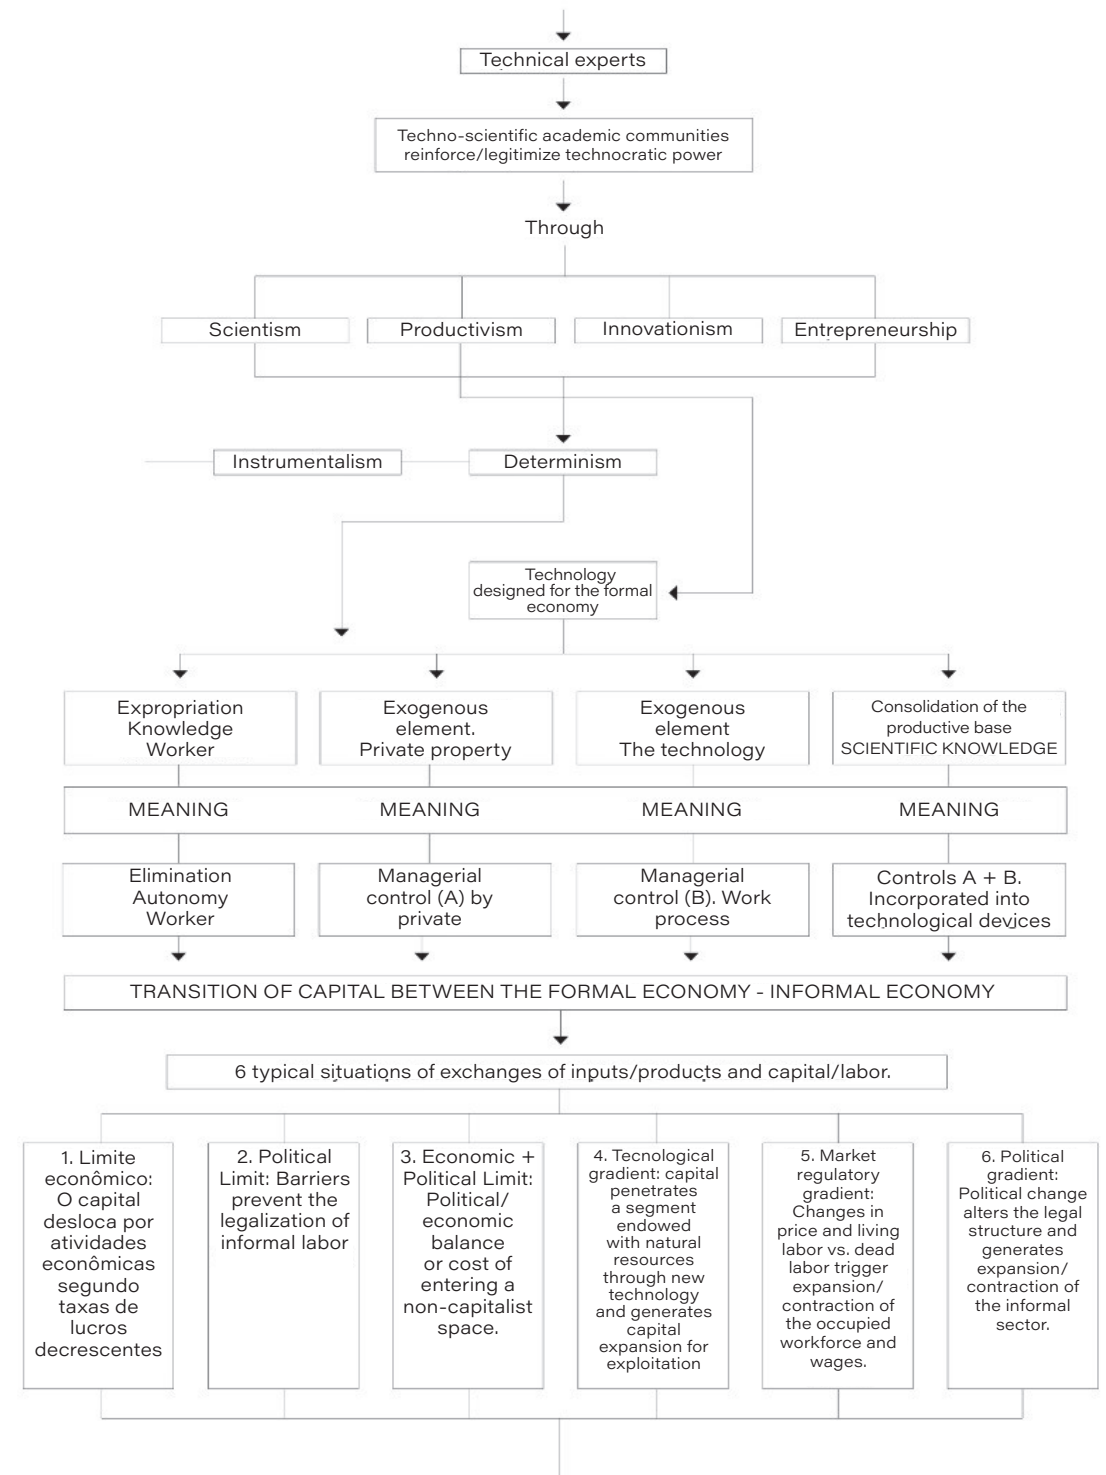 Technical experts
Techno-scientific academic communities
reinforce/legitimize technocratic power
Through
Scientism
Productivism
Innovationism
Entrepreneurship
Instrumentalism
Determinism
Technology
designed for the formal
economy
Expropriation
Knowledge
Worker
Exogenous
element.
Private property
Exogenous
element
The technology
Consolidation of the
productive base
SCIENTIFIC KNOWLEDGE
MEANING
MEANING
MEANING
MEANING
Elimination
Autonomy
Worker
Managerial
control (A) by
private
Managerial
control (B). Work
process
Controls A + B.
Incorporated into
technological devices
TRANSITION OF CAPITAL BETWEEN THE FORMAL ECONOMY - INFORMAL ECONOMY
6 typical situations of exchanges of inputs/products and capital/labor.
1. Limite
econômico:
O capital
desloca por
atividades
econômicas
segundo
taxas de
lucros
decrescentes
2. Political
Limit: Barriers
prevent the
legalization of
informal labor
3. Economic +
Political Limit:
Political/
economic
balance
or cost of
entering a
non-capitalist
space.
4. Tecnological
gradient: capital
penetrates
a segment
endowed
with natural
resources
through new
technology
and generates
capital
expansion for
exploitation
5. Market
regulatory
gradient:
Changes in
price and living
labor vs. dead
labor trigger
expansion/
contraction of
the occupied
workforce and
wages.
6. Political
gradient:
Political change
alters the legal
structure and
generates
expansion/
contraction of
the informal
sector.